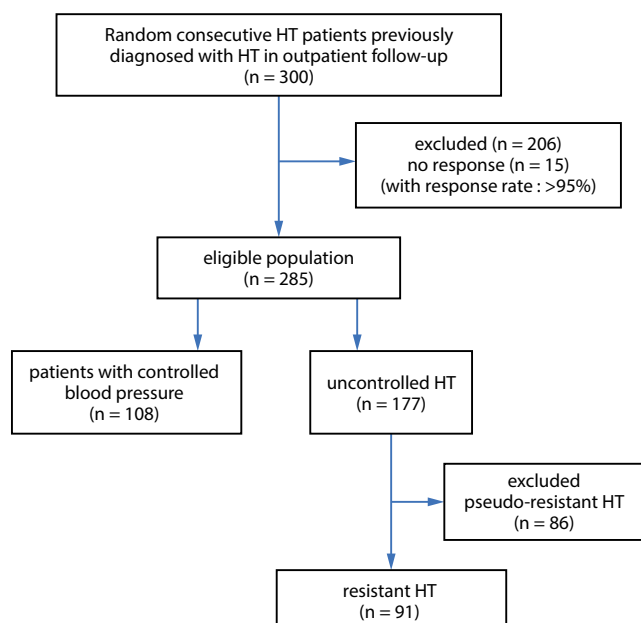 Random consecutive HT patients previously
diagnosed with HT in outpatient follow-up
(n = 300)
excluded (n = 206)
no response (n = 15)
(with response rate : >95%)
eligible population
(n = 285)
patients with controlled
blood pressure
(n = 108)
uncontrolled HT
(n = 177)
excluded
pseudo-resistant HT
(n = 86)
resistant HT
(n = 91)